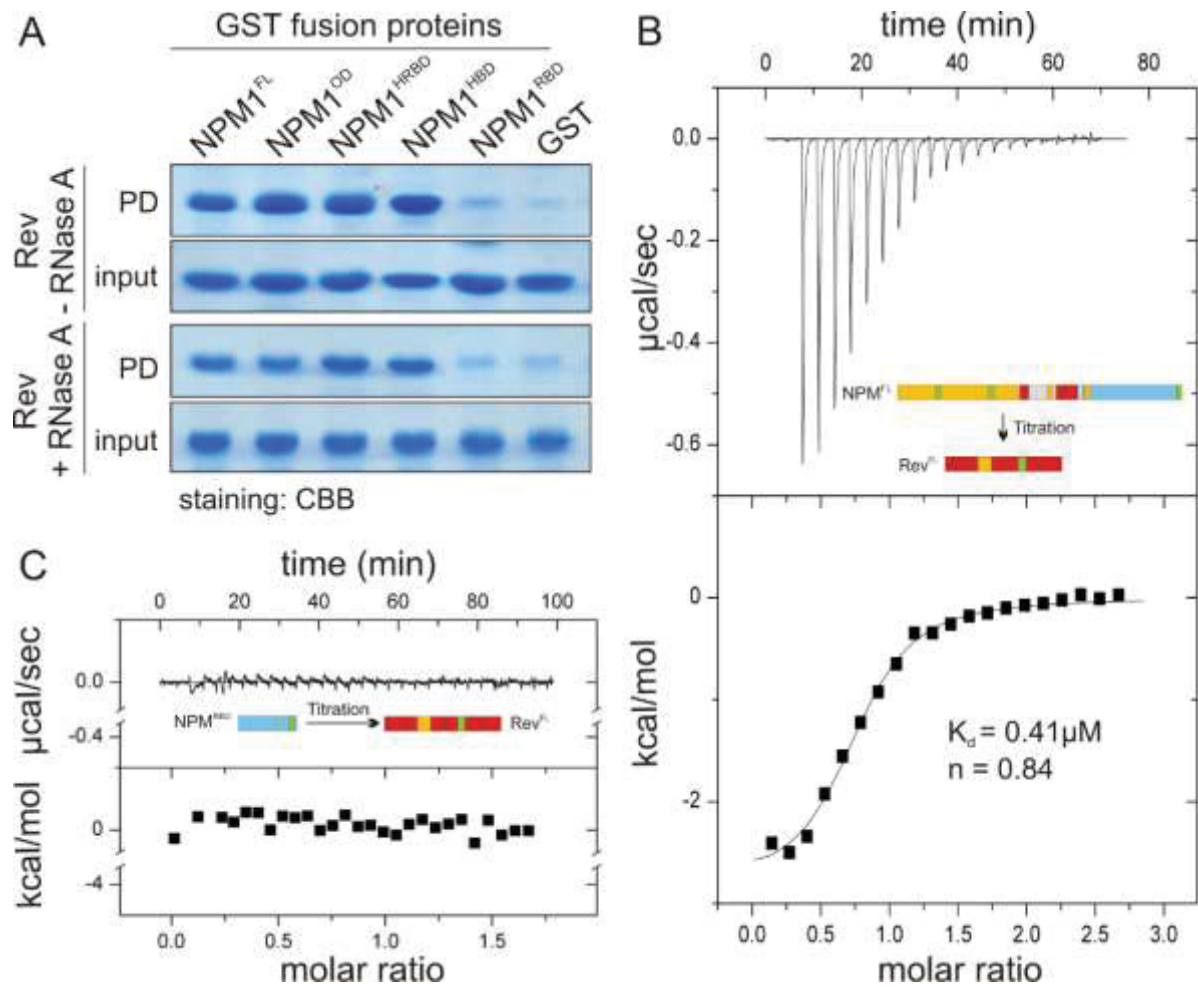 A
GST fusion proteins
NPM1FL
NPM1OD
NPM1HRBD
NPM1HBD
NPM1RBD
GST
Rev
- RNase A
PD
input
Rev
+ RNase A
PD
input
staining: CBB
B
time (min)
0 20 40 60 80
µcal/sec
0.0
-0.2
-0.4
-0.6
NPMFL
Titration
Rev
kcal/mol
0
-2
Kd = 0.41µM
n = 0.84
0.0 0.5 1.0 1.5 2.0 2.5 3.0
molar ratio
C
time (min)
0 20 40 60 80 100
µcal/sec
0.0
-0.4
NPM
Titration
Rev
kcal/mol
0
-4
0.0 0.5 1.0 1.5
molar ratio